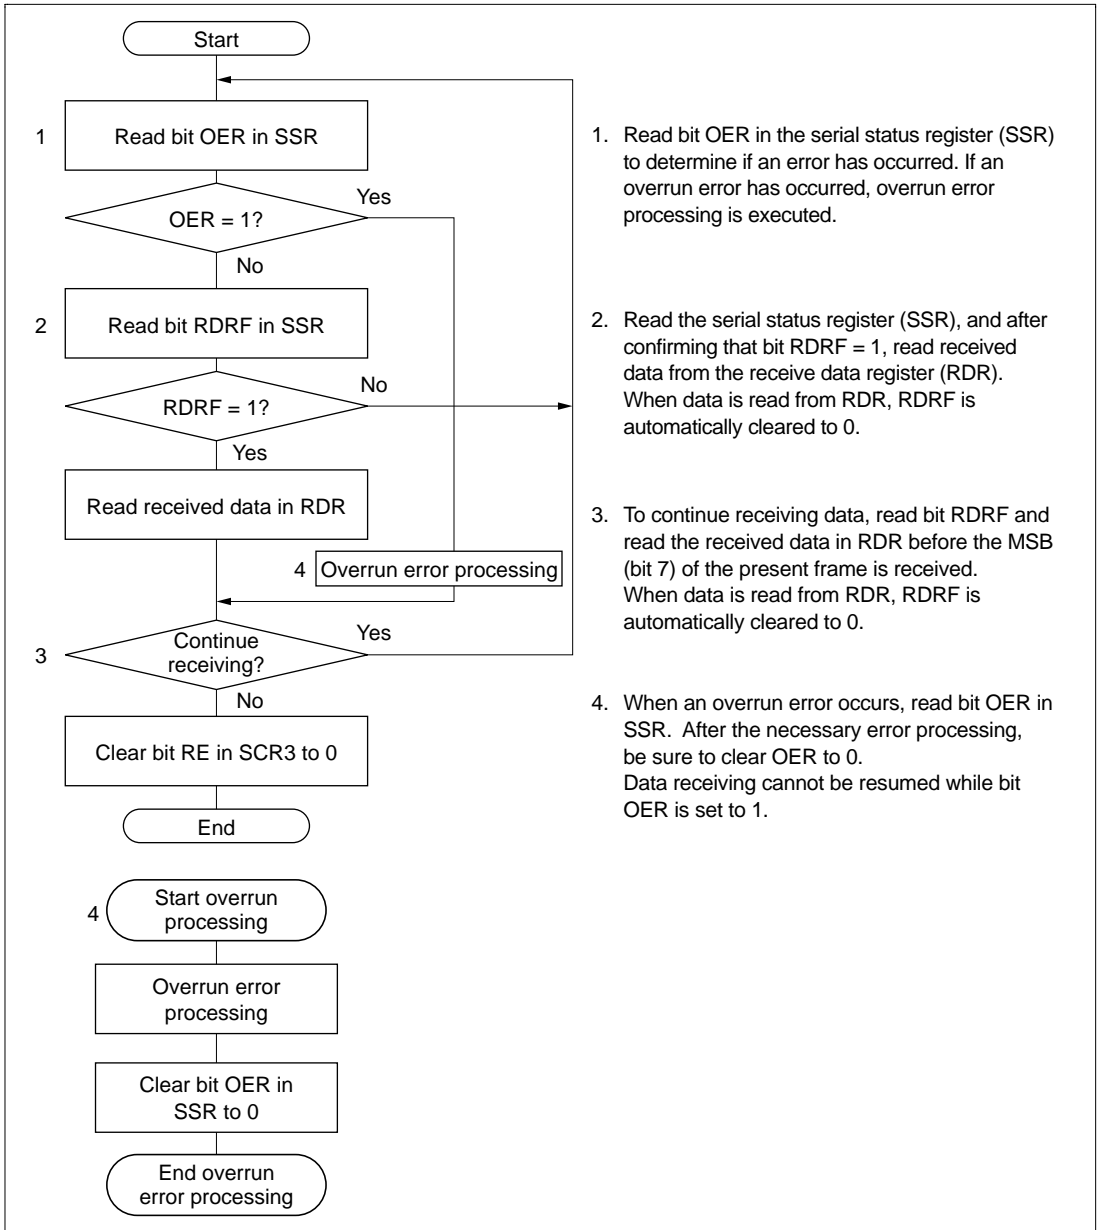 Start
1
Read bit OER in SSR
OER = 1?
Yes
No
2
Read bit RDRF in SSR
RDRF = 1?
No
Yes
Read received data in RDR
4
Overrun error processing
3
Continue
receiving?
Yes
No
Clear bit RE in SCR3 to 0
End
4
Start overrun
processing
Overrun error
processing
Clear bit OER in
SSR to 0
End overrun
error processing
1. Read bit OER in the serial status register (SSR)
to determine if an error has occurred. If an
overrun error has occurred, overrun error
processing is executed.
2. Read the serial status register (SSR), and after
confirming that bit RDRF = 1, read received
data from the receive data register (RDR).
When data is read from RDR, RDRF is
automatically cleared to 0.
3. To continue receiving data, read bit RDRF and
read the received data in RDR before the MSB
(bit 7) of the present frame is received.
When data is read from RDR, RDRF is
automatically cleared to 0.
4. When an overrun error occurs, read bit OER in
SSR.  After the necessary error processing,
be sure to clear OER to 0.
Data receiving cannot be resumed while bit
OER is set to 1.